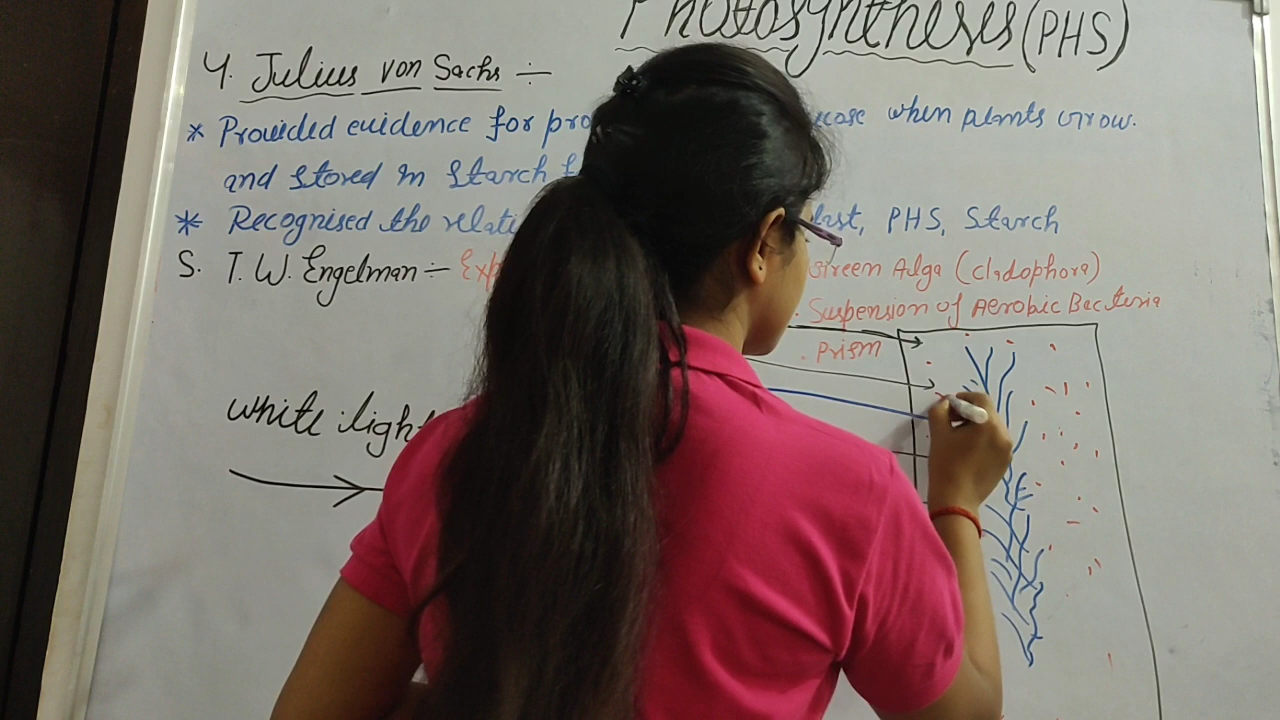 Photosynthesis (PHS)
4. Julius von Sachs :-
* Provided evidence for pro ucose when plants grow.
and stored in starch f
* Recognised the relati last, PHS, Starch
5. T. W. Engelman :- Exp Green Alga (cladophora)
Suspension of Aerobic Bacteria
Prism
white light